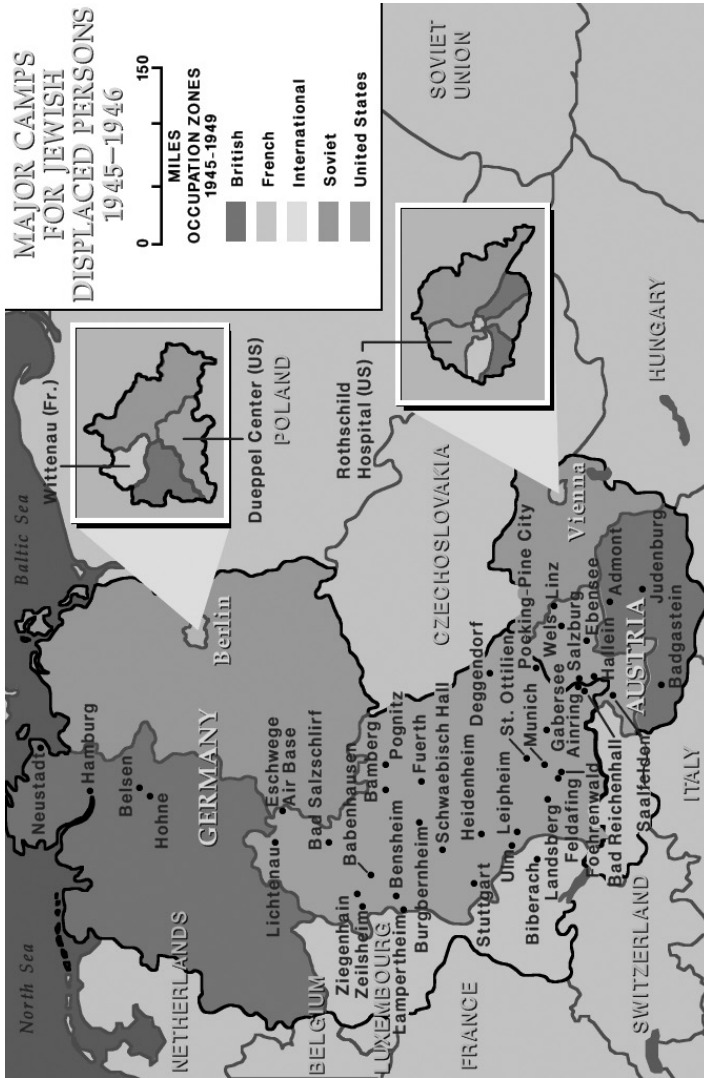 MAJOR CAMPS
FOR JEWISH
DISPLACED PERSONS
1945–1946
0
150
MILES
OCCUPATION ZONES
1945-1949
British
French
International
Soviet
United States
North Sea
Baltic Sea
SOVIET
UNION
NETHERLANDS
BELGIUM
LUXEMBOURG
FRANCE
SWITZERLAND
ITALY
GERMANY
POLAND
CZECHOSLOVAKIA
HUNGARY
AUSTRIA
Berlin
Vienna
Wittenau (Fr.)
Dueppel Center (US)
Rothschild
Hospital (US)
Neustadt
Hamburg
Belsen
Hohne
Eschwege
Air Base
Lichtenau
Bad Salzschlirf
Ziegenhain
Zeilsheim
Babenhausen
Lampertheim
Bensheim
Bamberg
Pognitz
Burgbernheim
Fuerth
Schwaebisch Hall
Stuttgart
Heidenheim
Deggendorf
Ulm
Leipheim
St. Ottilien
Pocking-Pine City
Biberach
Landsberg
Munich
Feldafing
Foehrenwald
Gabersee
Wels
Linz
Ainring
Salzburg
Ebensee
Bad Reichenhall
Hallein
Admont
Saalfelden
Judenburg
Badgastein